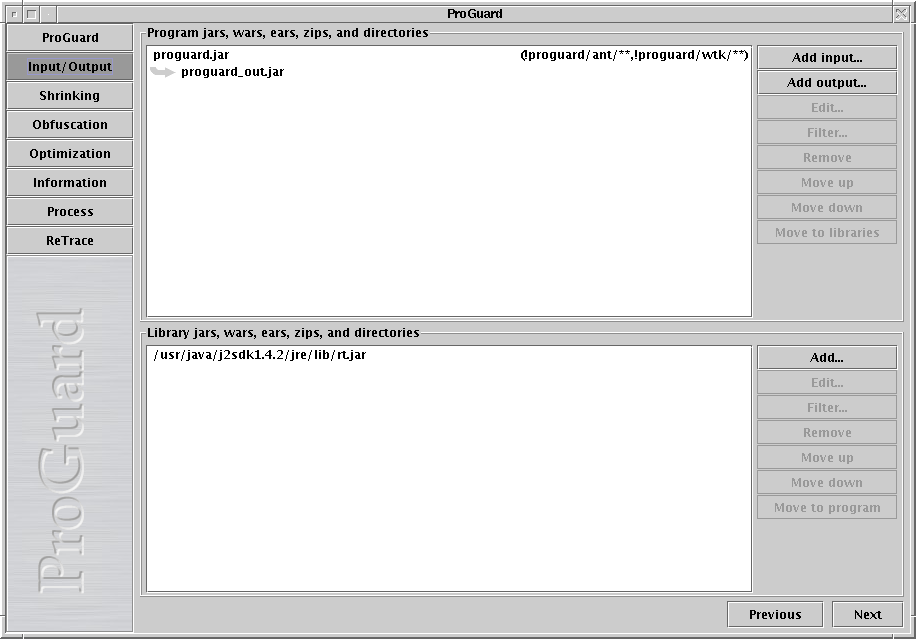 ProGuard
ProGuard
Input/Output
Shrinking
Obfuscation
Optimization
Information
Process
ReTrace
ProGuard
Program jars, wars, ears, zips, and directories
proguard.jar (!proguard/ant/**,!proguard/wtk/**)
proguard_out.jar
Add input...
Add output...
Edit...
Filter...
Remove
Move up
Move down
Move to libraries
Library jars, wars, ears, zips, and directories
/usr/java/j2sdk1.4.2/jre/lib/rt.jar
Add...
Edit...
Filter...
Remove
Move up
Move down
Move to program
Previous
Next